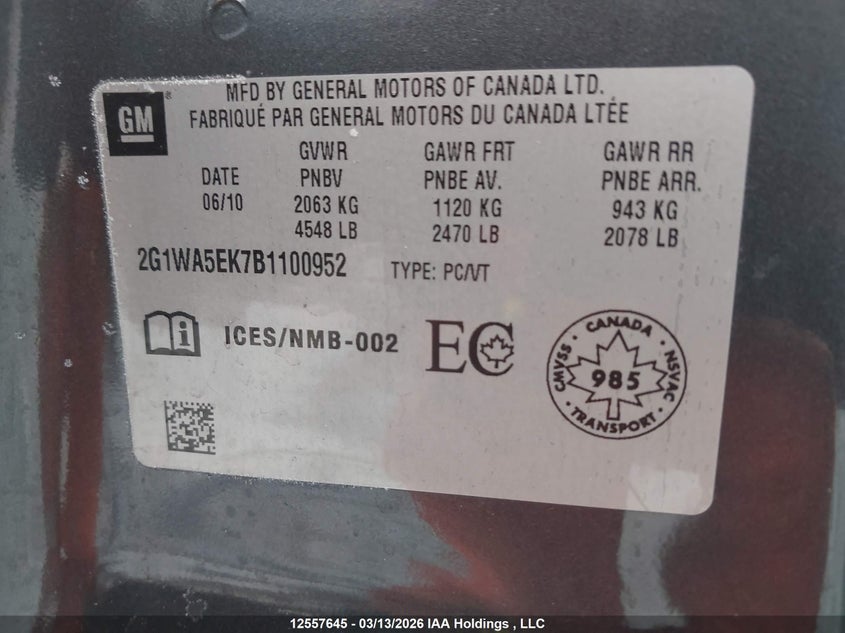 MFD BY GENERAL MOTORS OF CANADA LTD.
GM®
FABRIQUÉ PAR GENERAL MOTORS DU CANADA LTÉE
GVWR GAWR FRT GAWR RR
DATE PNBV PNBE AV. PNBE ARR.
06/10 2063 KG 1120 KG 943 KG
4548 LB 2470 LB 2078 LB
2G1WA5EK7B1100952 TYPE: PC/VT
i ICES/NMB-002 EC
CMVSS · CANADA · NSVAC · TRANSPORT ·
985
12557645 - 03/13/2026 IAA Holdings , LLC